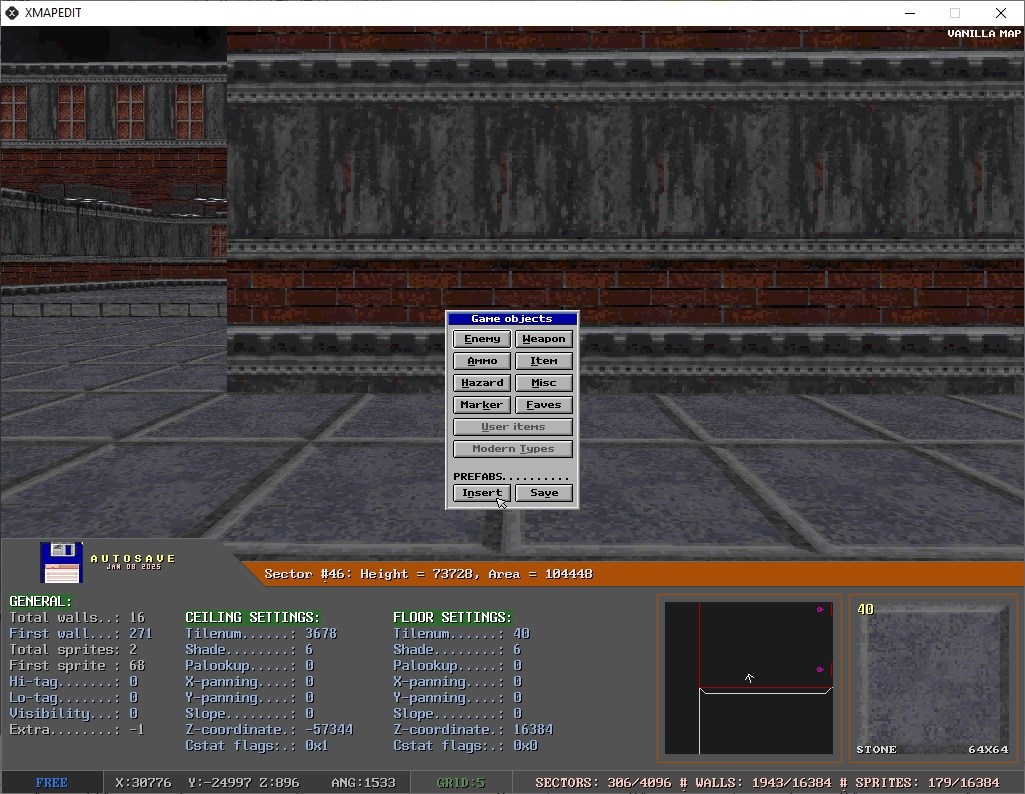 XMAPEDIT
VANILLA MAP
Game objects
Enemy Weapon
Ammo Item
Hazard Misc
Marker Faves
User items
Modern Types
PREFABS..........
Insert Save
AUTOSAVE
JAN 08 2025
Sector #46: Height = 73728, Area = 104448
GENERAL:
Total walls..: 16
First wall...: 271
Total sprites: 2
First sprite : 68
Hi-tag.......: 0
Lo-tag.......: 0
Visibility...: 0
Extra........: -1
CEILING SETTINGS:
Tilenum......: 3678
Shade........: 6
Palookup.....: 0
X-panning....: 0
Y-panning....: 0
Slope........: 0
Z-coordinate.: -57344
Cstat flags:.: 0x1
FLOOR SETTINGS:
Tilenum......: 40
Shade........: 6
Palookup.....: 0
X-panning....: 0
Y-panning....: 0
Slope........: 0
Z-coordinate.: 16384
Cstat flags:.: 0x0
40
STONE 64X64
FREE X:30776 Y:-24997 Z:896 ANG:1533 GRID:5 SECTORS: 306/4096 # WALLS: 1943/16384 # SPRITES: 179/16384